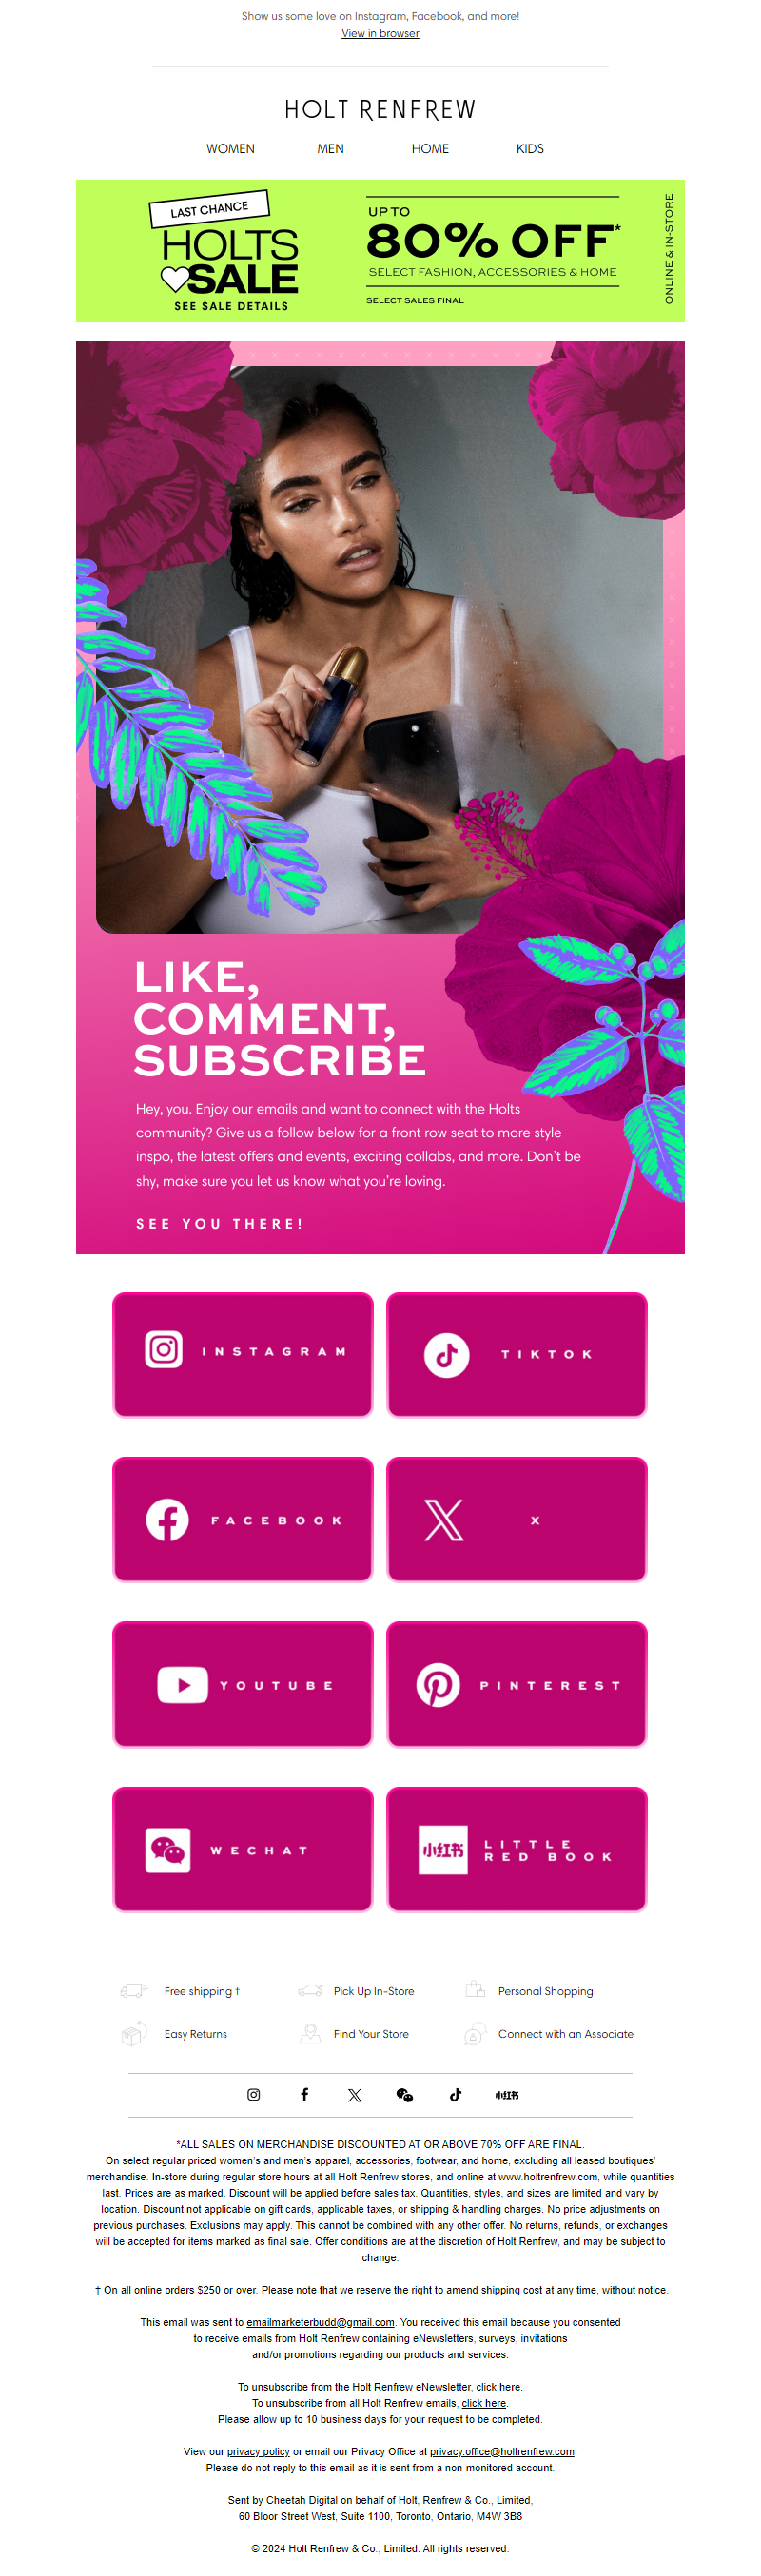 Show us some love on Instagram, Facebook, and more!
View in browser
HOLT RENFREW
WOMEN MEN HOME KIDS
LAST CHANCE
HOLTS
SALE
SEE SALE DETAILS
UP TO
80% OFF*
SELECT FASHION, ACCESSORIES & HOME
SELECT SALES FINAL
ONLINE & IN-STORE
LIKE,
COMMENT,
SUBSCRIBE
Hey, you. Enjoy our emails and want to connect with the Holts
community? Give us a follow below for a front row seat to more style
inspo, the latest offers and events, exciting collabs, and more. Don't be
shy, make sure you let us know what you're loving.
SEE YOU THERE!
INSTAGRAM
TIKTOK
FACEBOOK
X
YOUTUBE
PINTEREST
WECHAT
小红书
LITTLE
RED BOOK
Free shipping † Pick Up In-Store Personal Shopping
Easy Returns Find Your Store Connect with an Associate
小红书
*ALL SALES ON MERCHANDISE DISCOUNTED AT OR ABOVE 70% OFF ARE FINAL.
On select regular priced women's and men's apparel, accessories, footwear, and home, excluding all leased boutiques'
merchandise. In-store during regular store hours at all Holt Renfrew stores, and online at www.holtrenfrew.com, while quantities
last. Prices are as marked. Discount will be applied before sales tax. Quantities, styles, and sizes are limited and vary by
location. Discount not applicable on gift cards, applicable taxes, or shipping & handling charges. No price adjustments on
previous purchases. Exclusions may apply. This cannot be combined with any other offer. No returns, refunds, or exchanges
will be accepted for items marked as final sale. Offer conditions are at the discretion of Holt Renfrew, and may be subject to
change.
† On all online orders $250 or over. Please note that we reserve the right to amend shipping cost at any time, without notice.
This email was sent to emailmarketerbudd@gmail.com. You received this email because you consented
to receive emails from Holt Renfrew containing eNewsletters, surveys, invitations
and/or promotions regarding our products and services.
To unsubscribe from the Holt Renfrew eNewsletter, click here.
To unsubscribe from all Holt Renfrew emails, click here.
Please allow up to 10 business days for your request to be completed.
View our privacy policy or email our Privacy Office at privacy.office@holtrenfrew.com.
Please do not reply to this email as it is sent from a non-monitored account.
Sent by Cheetah Digital on behalf of Holt, Renfrew & Co., Limited,
60 Bloor Street West, Suite 1100, Toronto, Ontario, M4W 3B8
© 2024 Holt Renfrew & Co., Limited. All rights reserved.